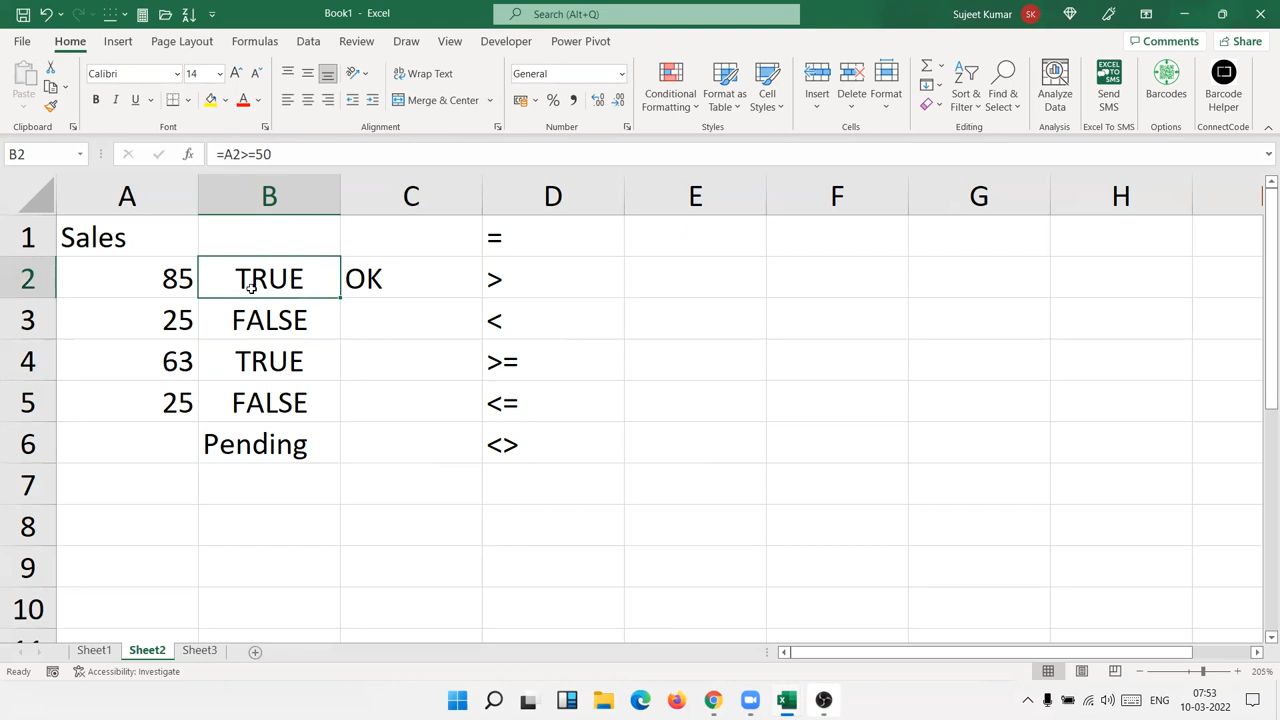 Book1 - Excel
Search (Alt+Q)
Sujeet Kumar
SK
File Home Insert Page Layout Formulas Data Review View Developer Power Pivot
Comments
Share
Paste
Calibri
14
B I U
Wrap Text
Merge & Center
General
Conditional Formatting
Format as Table
Cell Styles
Insert
Delete
Format
Sort & Filter
Find & Select
Analyze Data
Send SMS
Barcodes
Barcode Helper
Clipboard Font Alignment Number Styles Cells Editing Analysis Excel To SMS Options ConnectCode
B2
fx
=A2>=50
A B C D E F G H
1 Sales =
2 85 TRUE OK >
3 25 FALSE <
4 63 TRUE >=
5 25 FALSE <=
6 Pending <>
7
8
9
10
Sheet1 Sheet2 Sheet3
Ready
Accessibility: Investigate
205%
ENG
07:53
10-03-2022